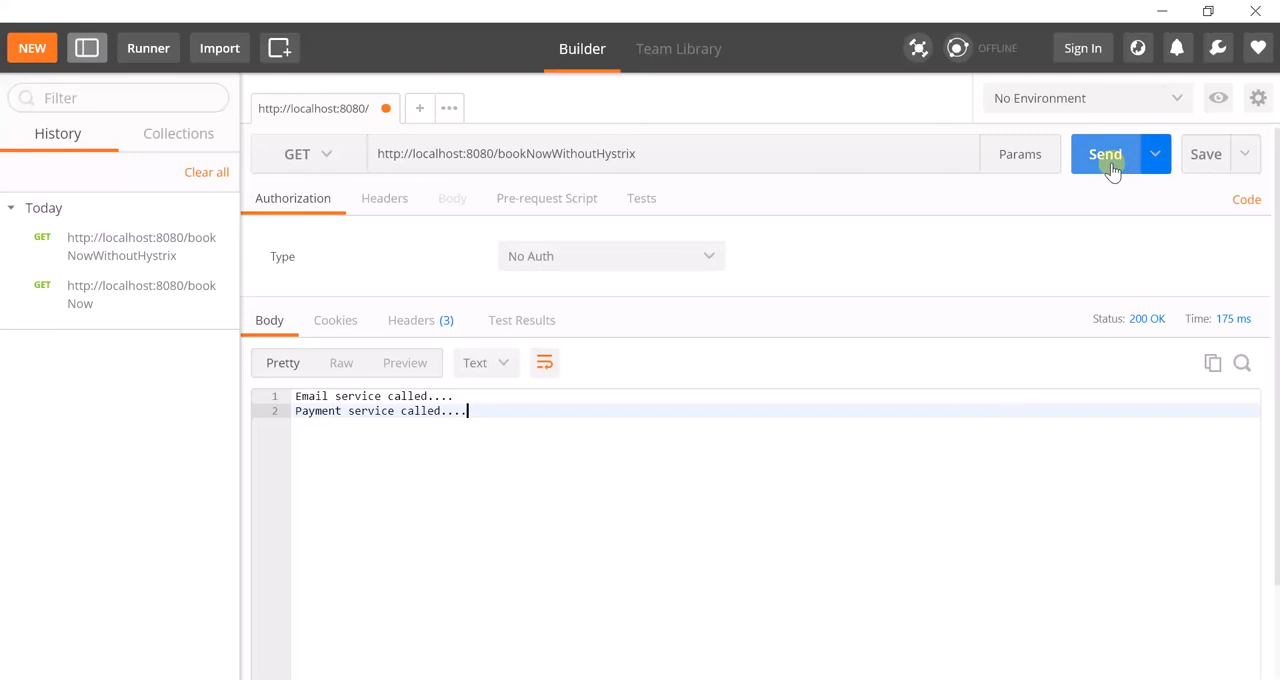 NEW
Runner
Import
Builder
Team Library
OFFLINE
Sign In
Filter
History
Collections
Clear all
Today
GET
http://localhost:8080/book
NowWithoutHystrix
GET
http://localhost:8080/book
Now
http://localhost:8080/
No Environment
GET
http://localhost:8080/bookNowWithoutHystrix
Params
Send
Save
Authorization
Headers
Body
Pre-request Script
Tests
Code
Type
No Auth
Body
Cookies
Headers (3)
Test Results
Status: 200 OK
Time: 175 ms
Pretty
Raw
Preview
Text
1 Email service called....
2 Payment service called....